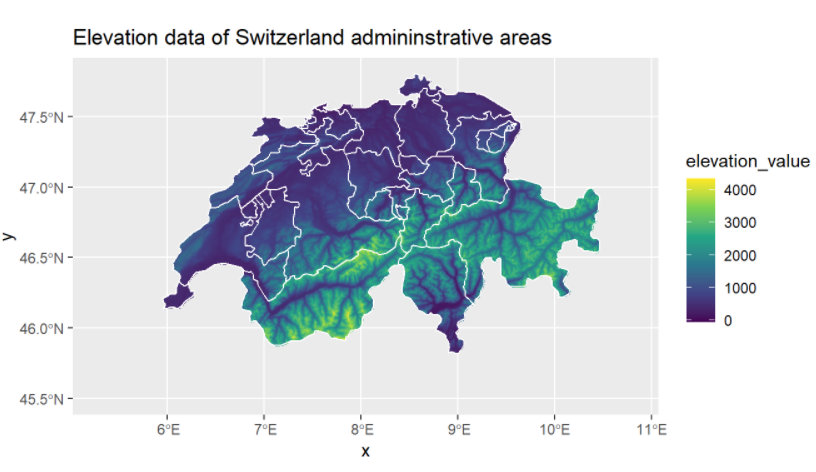 Elevation data of Switzerland admininstrative areas
47.5°N
47.0°N
46.5°N
46.0°N
45.5°N
y
6°E
7°E
8°E
9°E
10°E
11°E
x
elevation_value
4000
3000
2000
1000
0